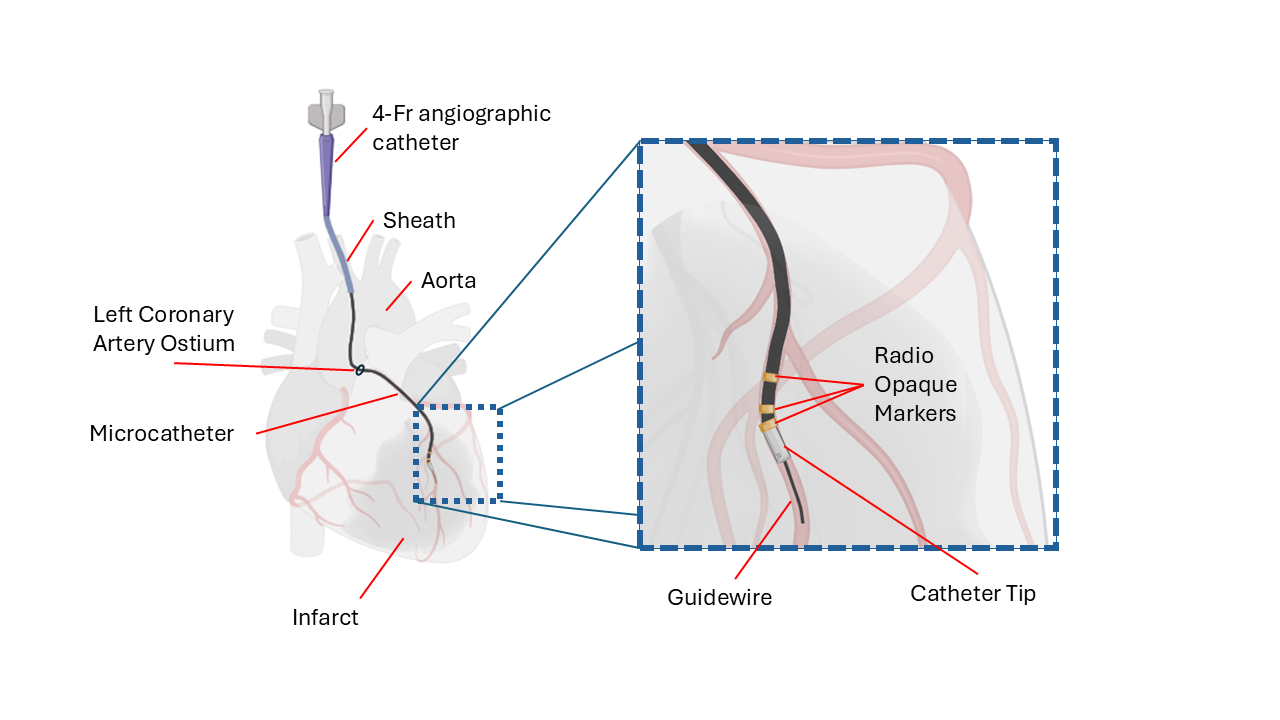 4-Fr angiographic
catheter
Sheath
Aorta
Left Coronary
Artery Ostium
Microcatheter
Infarct
Radio
Opaque
Markers
Guidewire
Catheter Tip